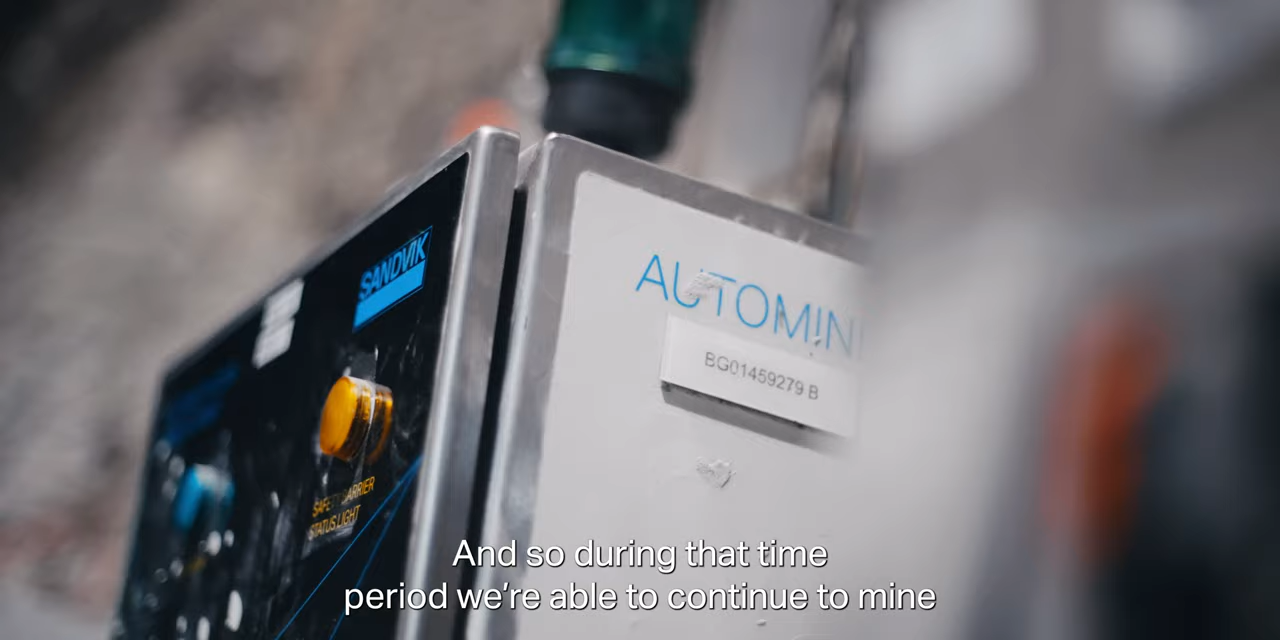 SANDVIK
AUTOMIN
BG01459279 B
SAFETY BARRIER
STATUS LIGHT
And so during that time
period we're able to continue to mine